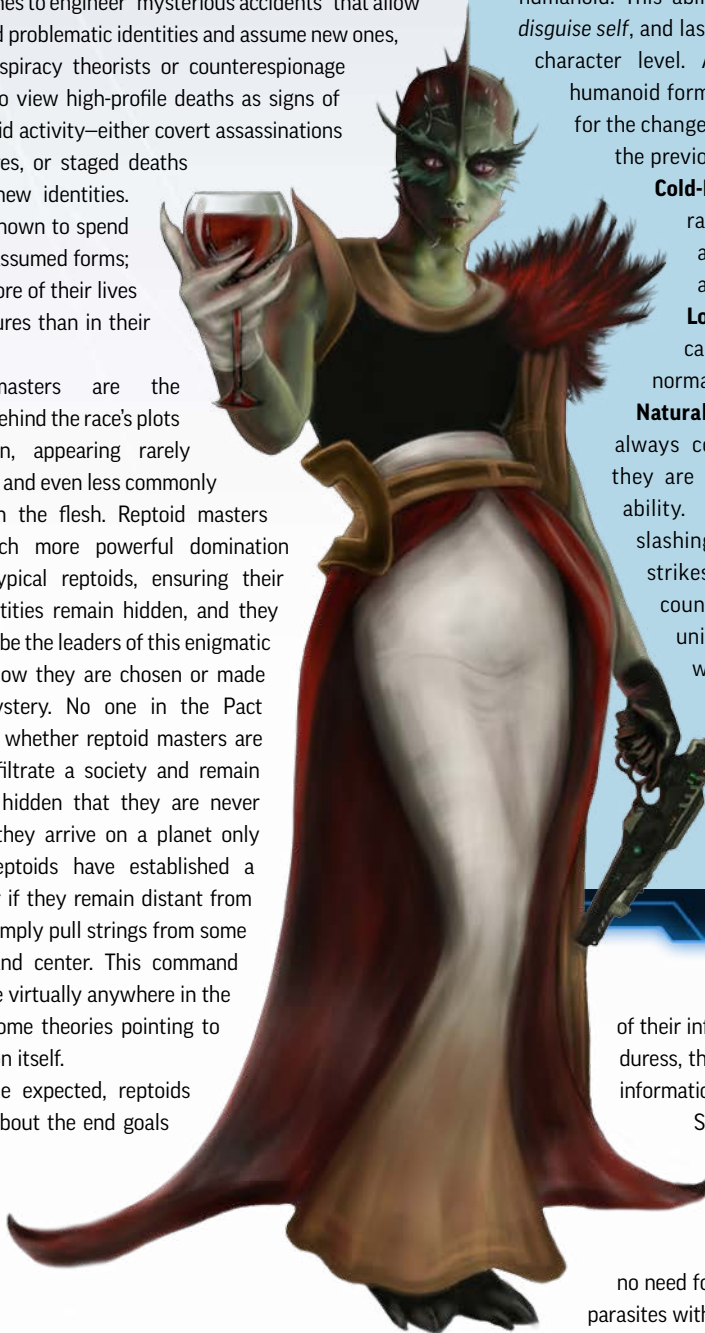 nes to engineer "mysterious accidents" that allow
d problematic identities and assume new ones,
spiracy theorists or counterespionage
o view high-profile deaths as signs of
id activity—either covert assassinations
res, or staged deaths
new identities.
nown to spend
assumed forms;
ore of their lives
ures than in their
masters are the
behind the race's plots
n, appearing rarely
and even less commonly
n the flesh. Reptoid masters
ch more powerful domination
ypical reptoids, ensuring their
ntities remain hidden, and they
be the leaders of this enigmatic
ow they are chosen or made
ystery. No one in the Pact
whether reptoid masters are
filtrate a society and remain
hidden that they are never
they arrive on a planet only
eptoids have established a
r if they remain distant from
imply pull strings from some
and center. This command
e virtually anywhere in the
ome theories pointing to
n itself.
e expected, reptoids
about the end goals
humanoid. This abil
disguise self, and las
character level. A
humanoid form
for the change
the previo
Cold-
ra
a
a
Lo
ca
norma
Natural
always co
they are
ability.
slashing
strikes
coun
uni
w
of their inf
duress, th
informatio
S
no need fo
parasites with